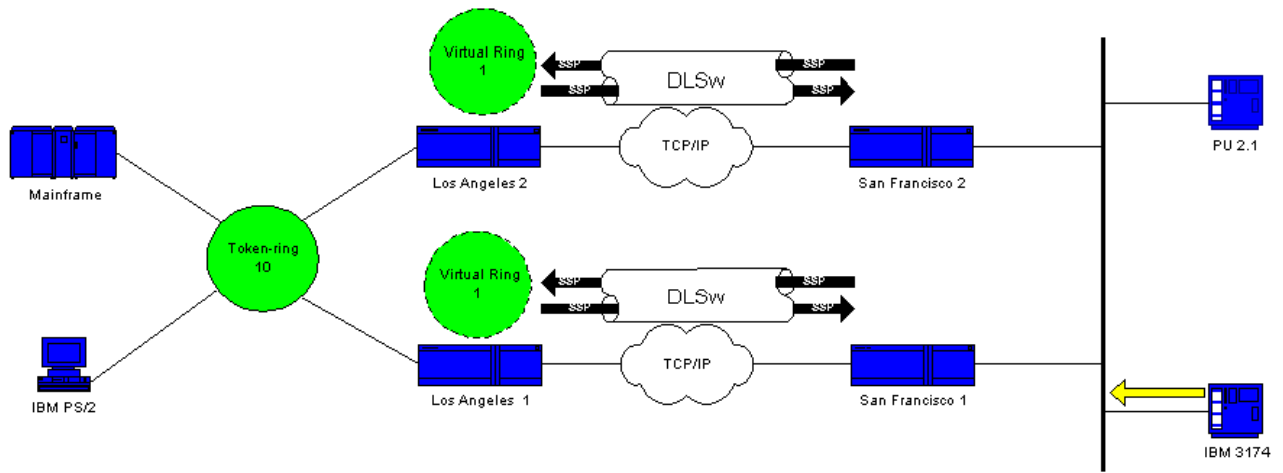 Virtual Ring
1
SSP
SSP
DLSw
SSP
SSP
TCP/IP
Mainframe
Los Angeles 2
San Francisco 2
PU 2.1
Token-ring
10
Virtual Ring
1
SSP
SSP
DLSw
SSP
SSP
TCP/IP
IBM PS/2
Los Angeles 1
San Francisco 1
IBM 3174